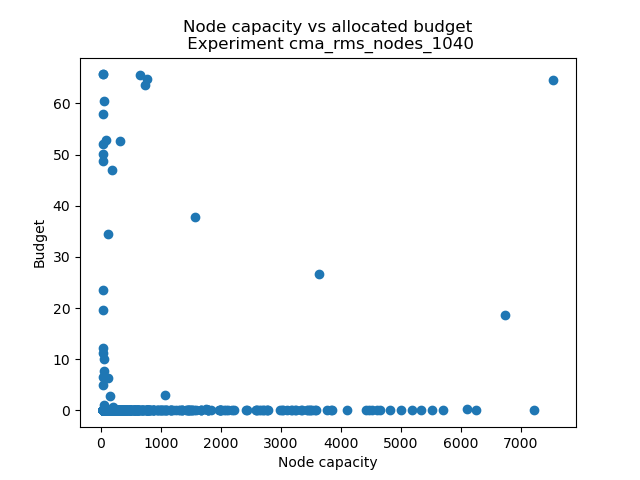 Node capacity vs allocated budget
Experiment cma_rms_nodes_1040
60
50
40
30
20
10
0
Budget
0 1000 2000 3000 4000 5000 6000 7000
Node capacity